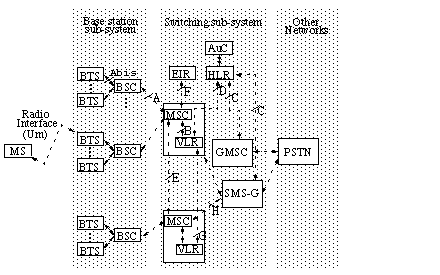 Base station
sub-system
Switching sub-system
Other
Networks
AuC
BTS
Abis
EIR
HLR
BTS
BSC
A
F
D
C
C
MSC
Radio
Interface
(Um)
B
BTS
VLR
MS
BSC
GMSC
PSTN
BTS
E
SMS-G
H
BTS
MSC
BSC
G
BTS
VLR